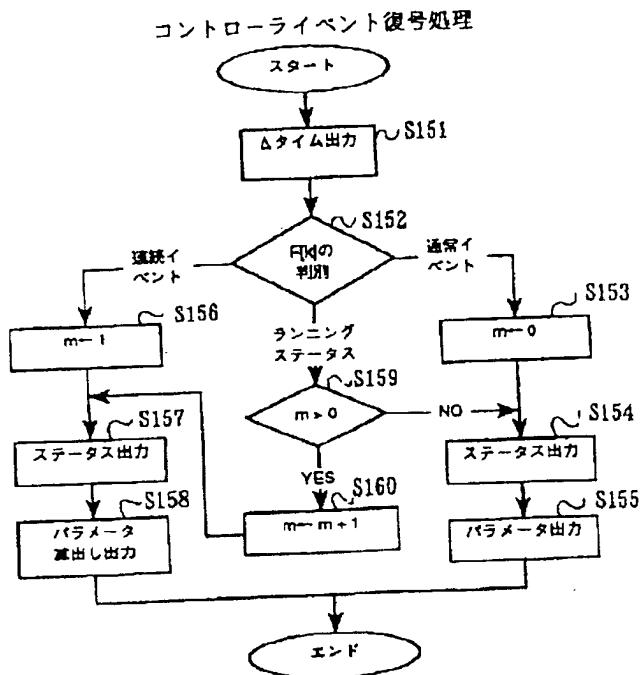 コントローライベント復号処理
スタート
Δタイム出力
S151
S152
F[k]の
判別
連続イ
ベント
通常イ
ベント
S156
m←1
ランニング
ステータス
S153
m←0
S159
m>0
NO
S157
ステータス出力
YES
S154
ステータス出力
S158
パラメータ
算出し出力
S160
m←m+1
S155
パラメータ出力
エンド